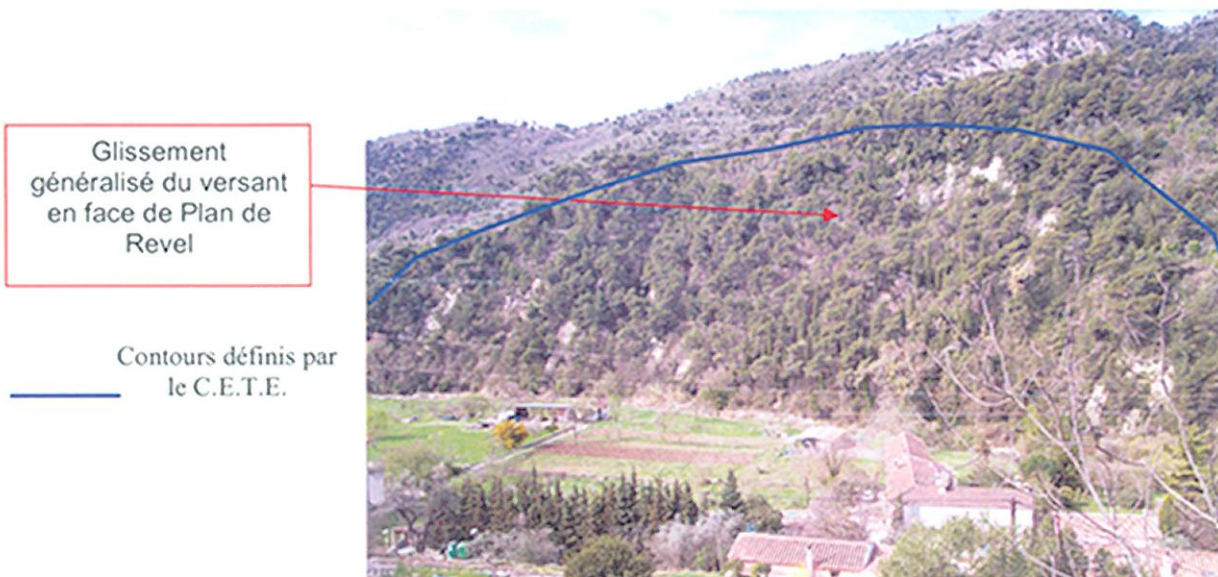 Glissement
généralisé du versant
en face de Plan de
Revel
Contours définis par
le C.E.T.E.